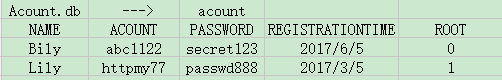 Acount.db ---> acount
NAME ACOUNT PASSWORD REGISTRATIONTIME ROOT
Bily abc1122 secret123 2017/6/5 0
Lily httpmy77 passwd888 2017/3/5 1